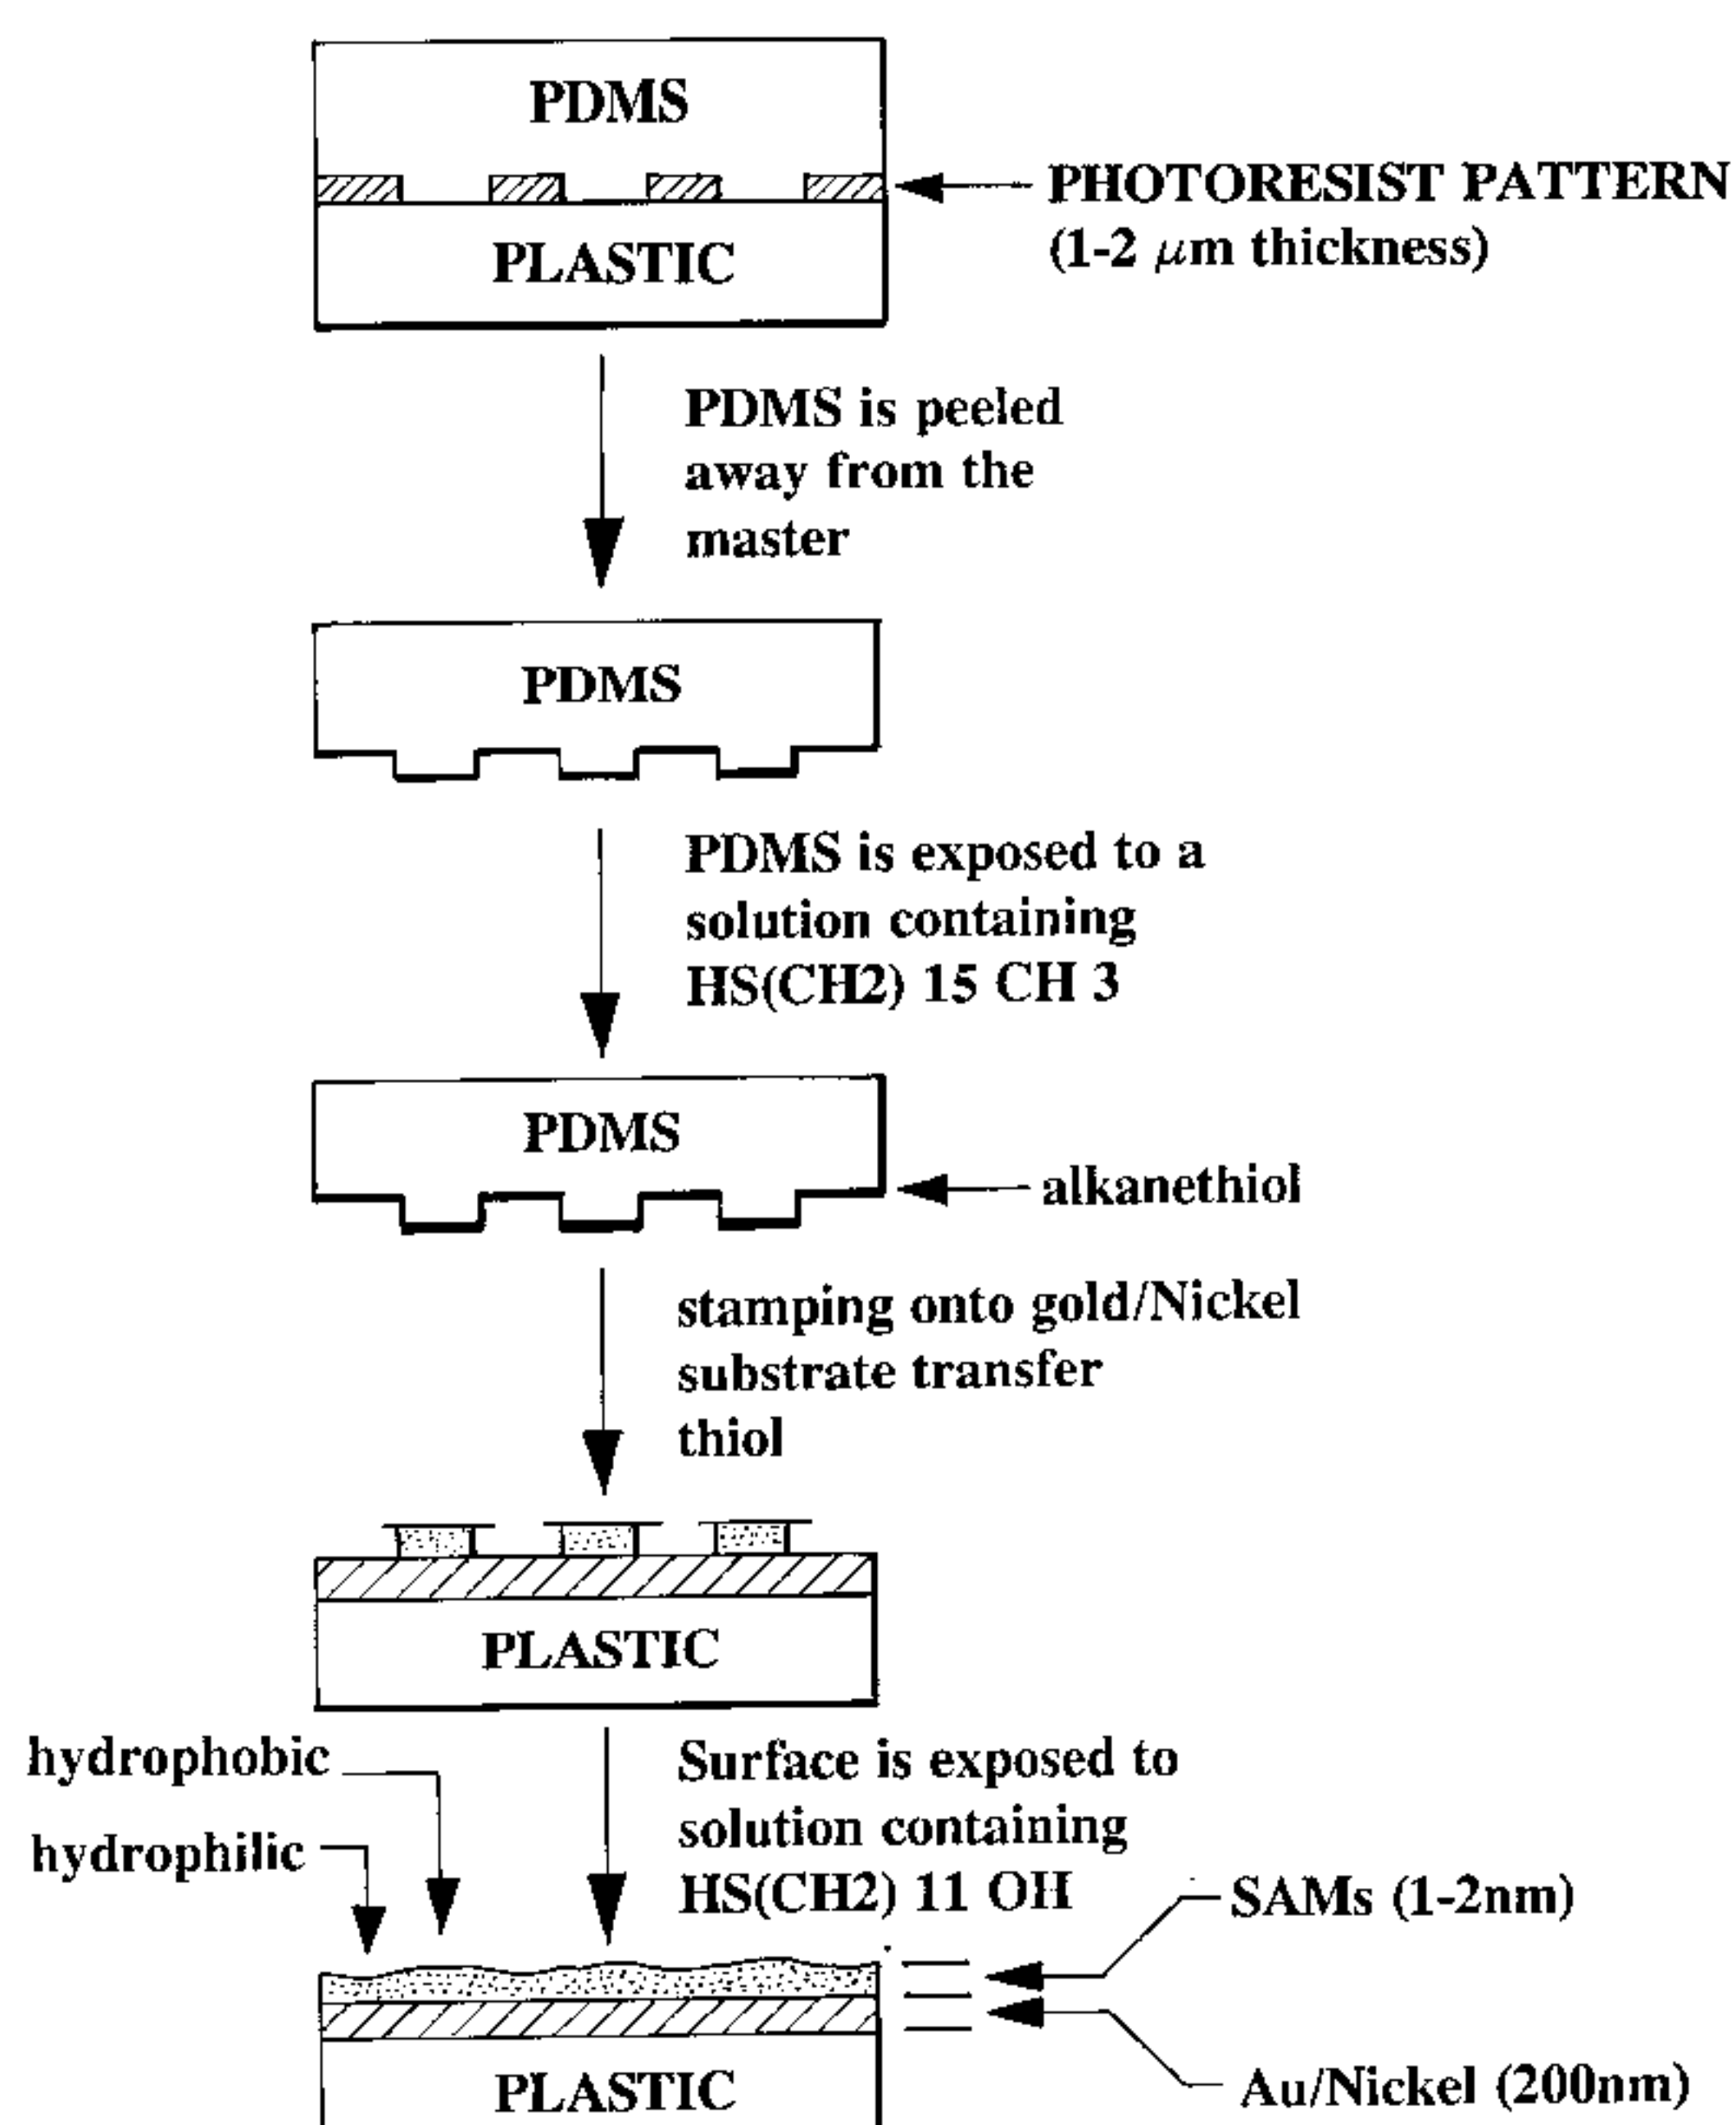 PDMS
PHOTORESIST PATTERN
(1-2 μm thickness)
PLASTIC
PDMS is peeled
away from the
master
PDMS
PDMS is exposed to a
solution containing
HS(CH2) 15 CH 3
PDMS
alkanethiol
stamping onto gold/Nickel
substrate transfer
thiol
PLASTIC
hydrophobic
hydrophilic
Surface is exposed to
solution containing
HS(CH2) 11 OH
SAMs (1-2nm)
Au/Nickel (200nm)
PLASTIC